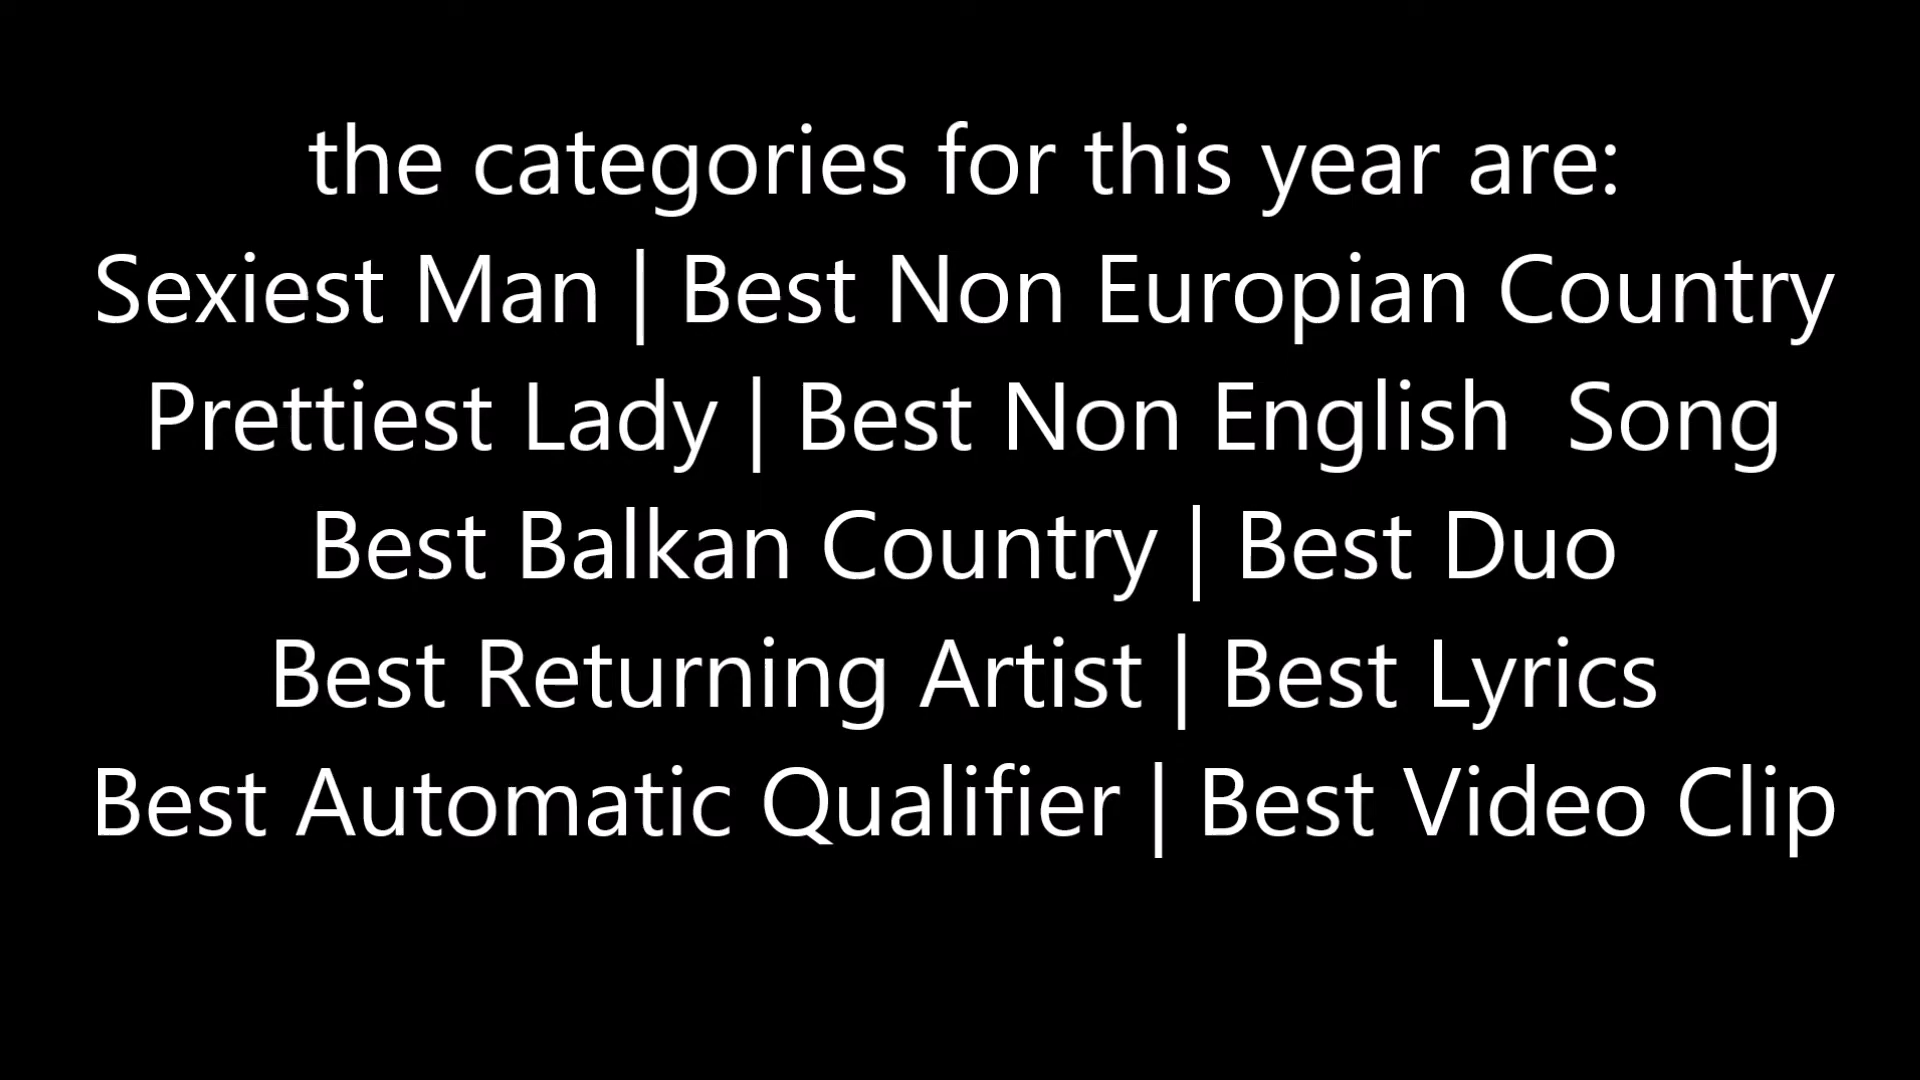 the categories for this year are:
Sexiest Man | Best Non Europian Country
Prettiest Lady | Best Non English  Song
Best Balkan Country | Best Duo
Best Returning Artist | Best Lyrics
Best Automatic Qualifier | Best Video Clip